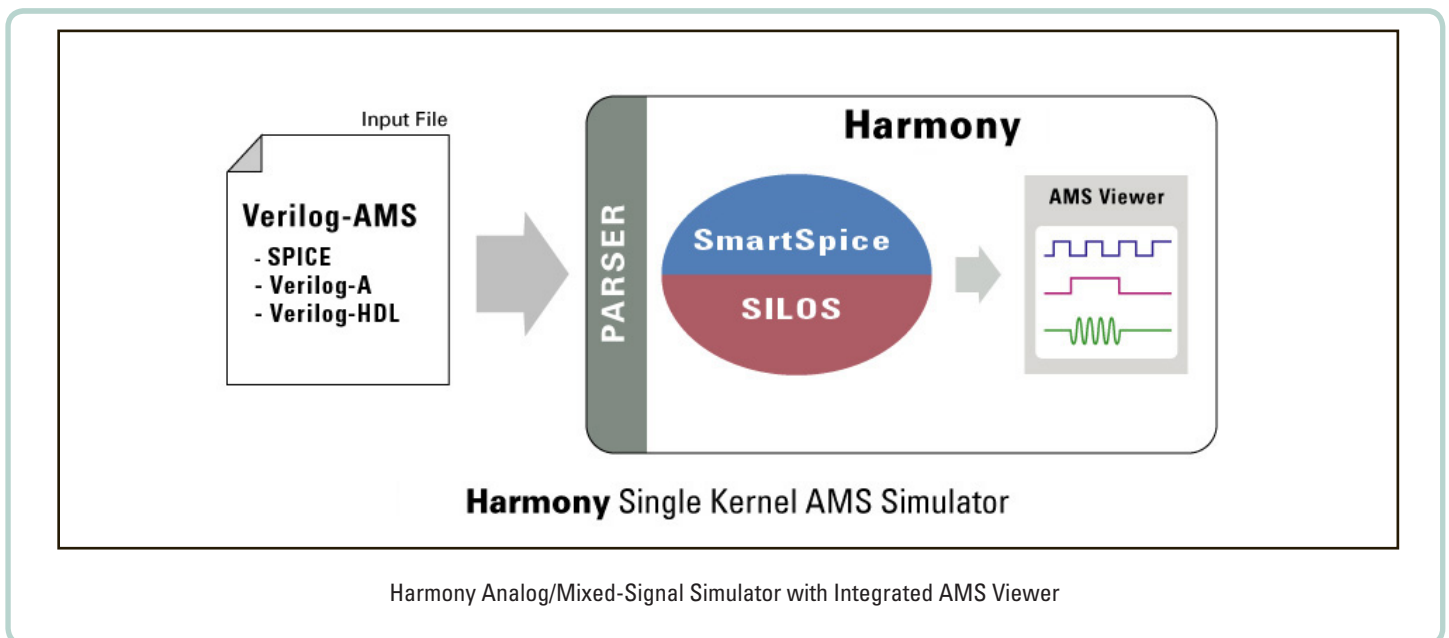 Input File
Verilog-AMS
- SPICE
- Verilog-A
- Verilog-HDL
PARSER
Harmony
SmartSpice
SILOS
AMS Viewer
Harmony Single Kernel AMS Simulator
Harmony Analog/Mixed-Signal Simulator with Integrated AMS Viewer